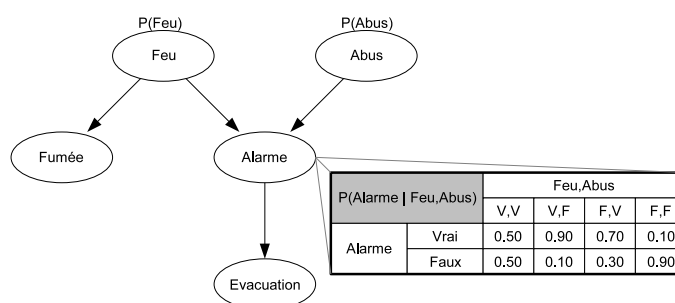 P(Feu) P(Abus)
Feu Abus
Fumée Alarme
P(Alarme | Feu,Abus) Feu,Abus
V,V V,F F,V F,F
Alarme Vrai 0.50 0.90 0.70 0.10
Faux 0.50 0.10 0.30 0.90
Evacuation